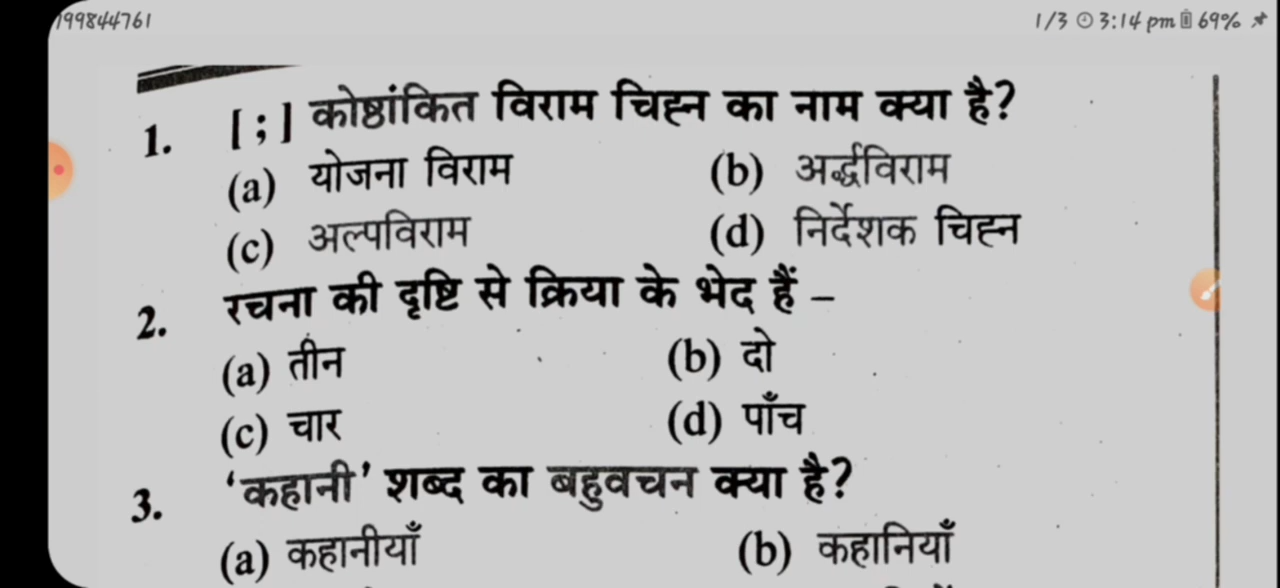 799844761
1/3 3:14 pm 69%
1. [ ; ] कोष्ठांकित विराम चिह्न का नाम क्या है?
(a) योजना विराम (b) अर्द्धविराम
(c) अल्पविराम (d) निर्देशक चिह्न
2. रचना की दृष्टि से क्रिया के भेद हैं –
(a) तीन (b) दो
(c) चार (d) पाँच
3. ‘कहानी’ शब्द का बहुवचन क्या है?
(a) कहानीयाँ (b) कहानियाँ